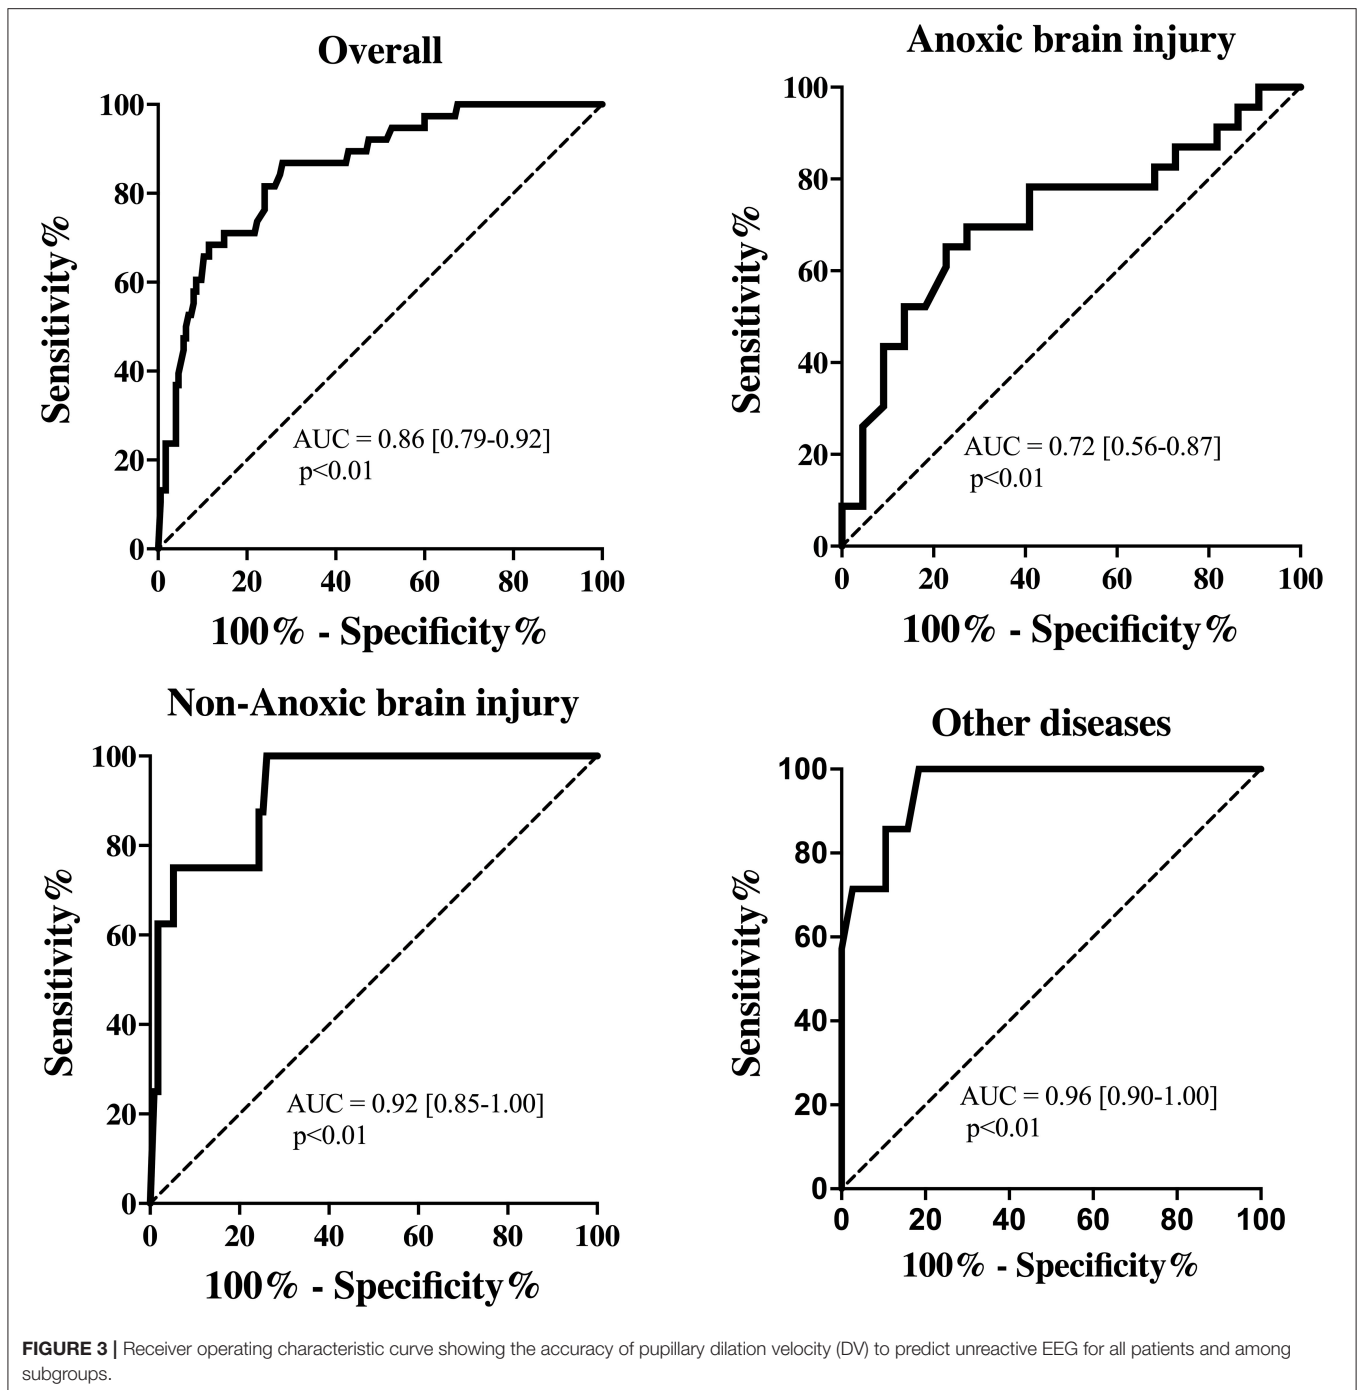 Overall
100
80
60
40
20
0
0 20 40 60 80 100
Sensitivity%
100% - Specificity%
AUC = 0.86 [0.79-0.92]
p<0.01
Anoxic brain injury
100
80
60
40
20
0
0 20 40 60 80 100
Sensitivity%
100% - Specificity%
AUC = 0.72 [0.56-0.87]
p<0.01
Non-Anoxic brain injury
100
80
60
40
20
0
0 20 40 60 80 100
Sensitivity%
100% - Specificity%
AUC = 0.92 [0.85-1.00]
p<0.01
Other diseases
100
80
60
40
20
0
0 20 40 60 80 100
Sensitivity%
100% - Specificity%
AUC = 0.96 [0.90-1.00]
p<0.01
FIGURE 3 | Receiver operating characteristic curve showing the accuracy of pupillary dilation velocity (DV) to predict unreactive EEG for all patients and among
subgroups.